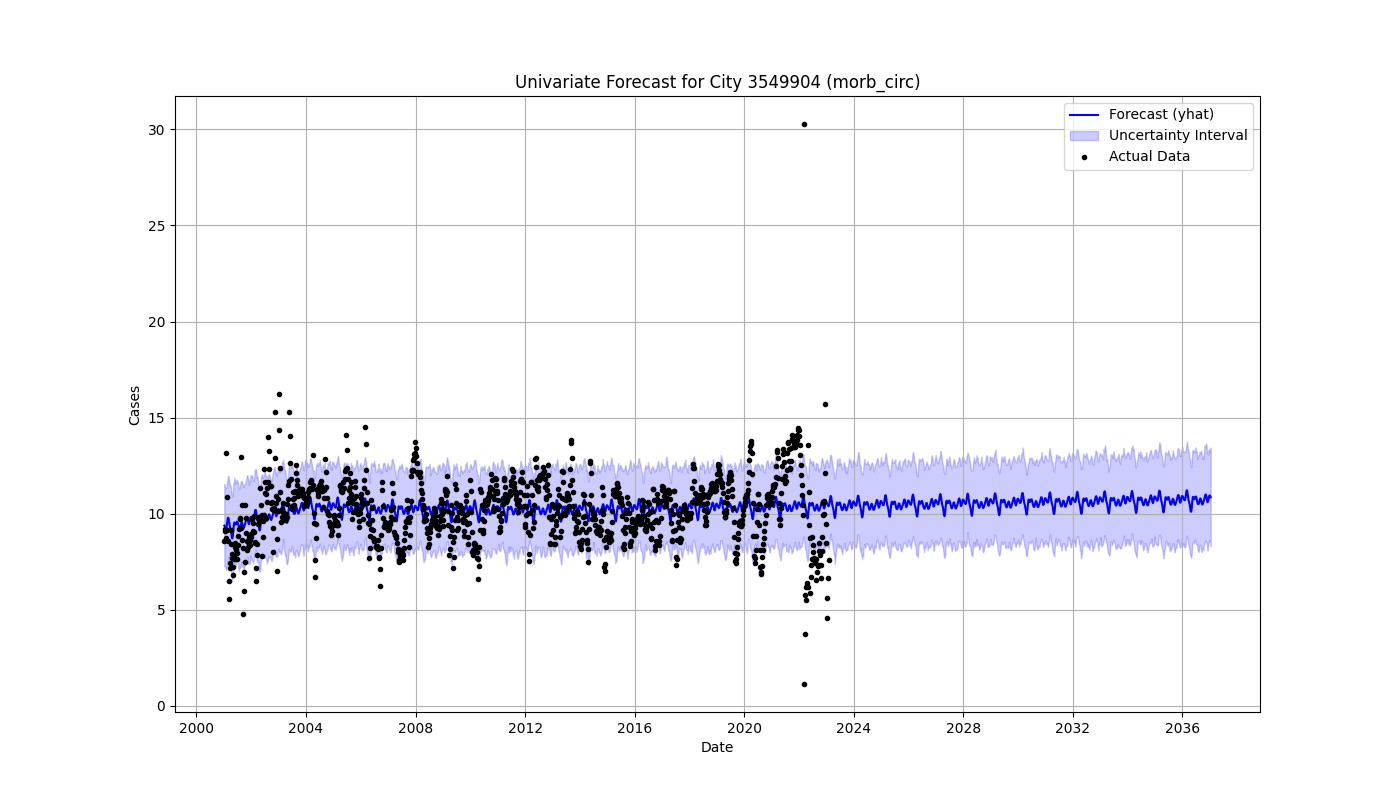 Univariate Forecast for City 3549904 (morb_circ)
Forecast (yhat)
Uncertainty Interval
Actual Data
Cases
30
25
20
15
10
5
0
2000 2004 2008 2012 2016 2020 2024 2028 2032 2036
Date